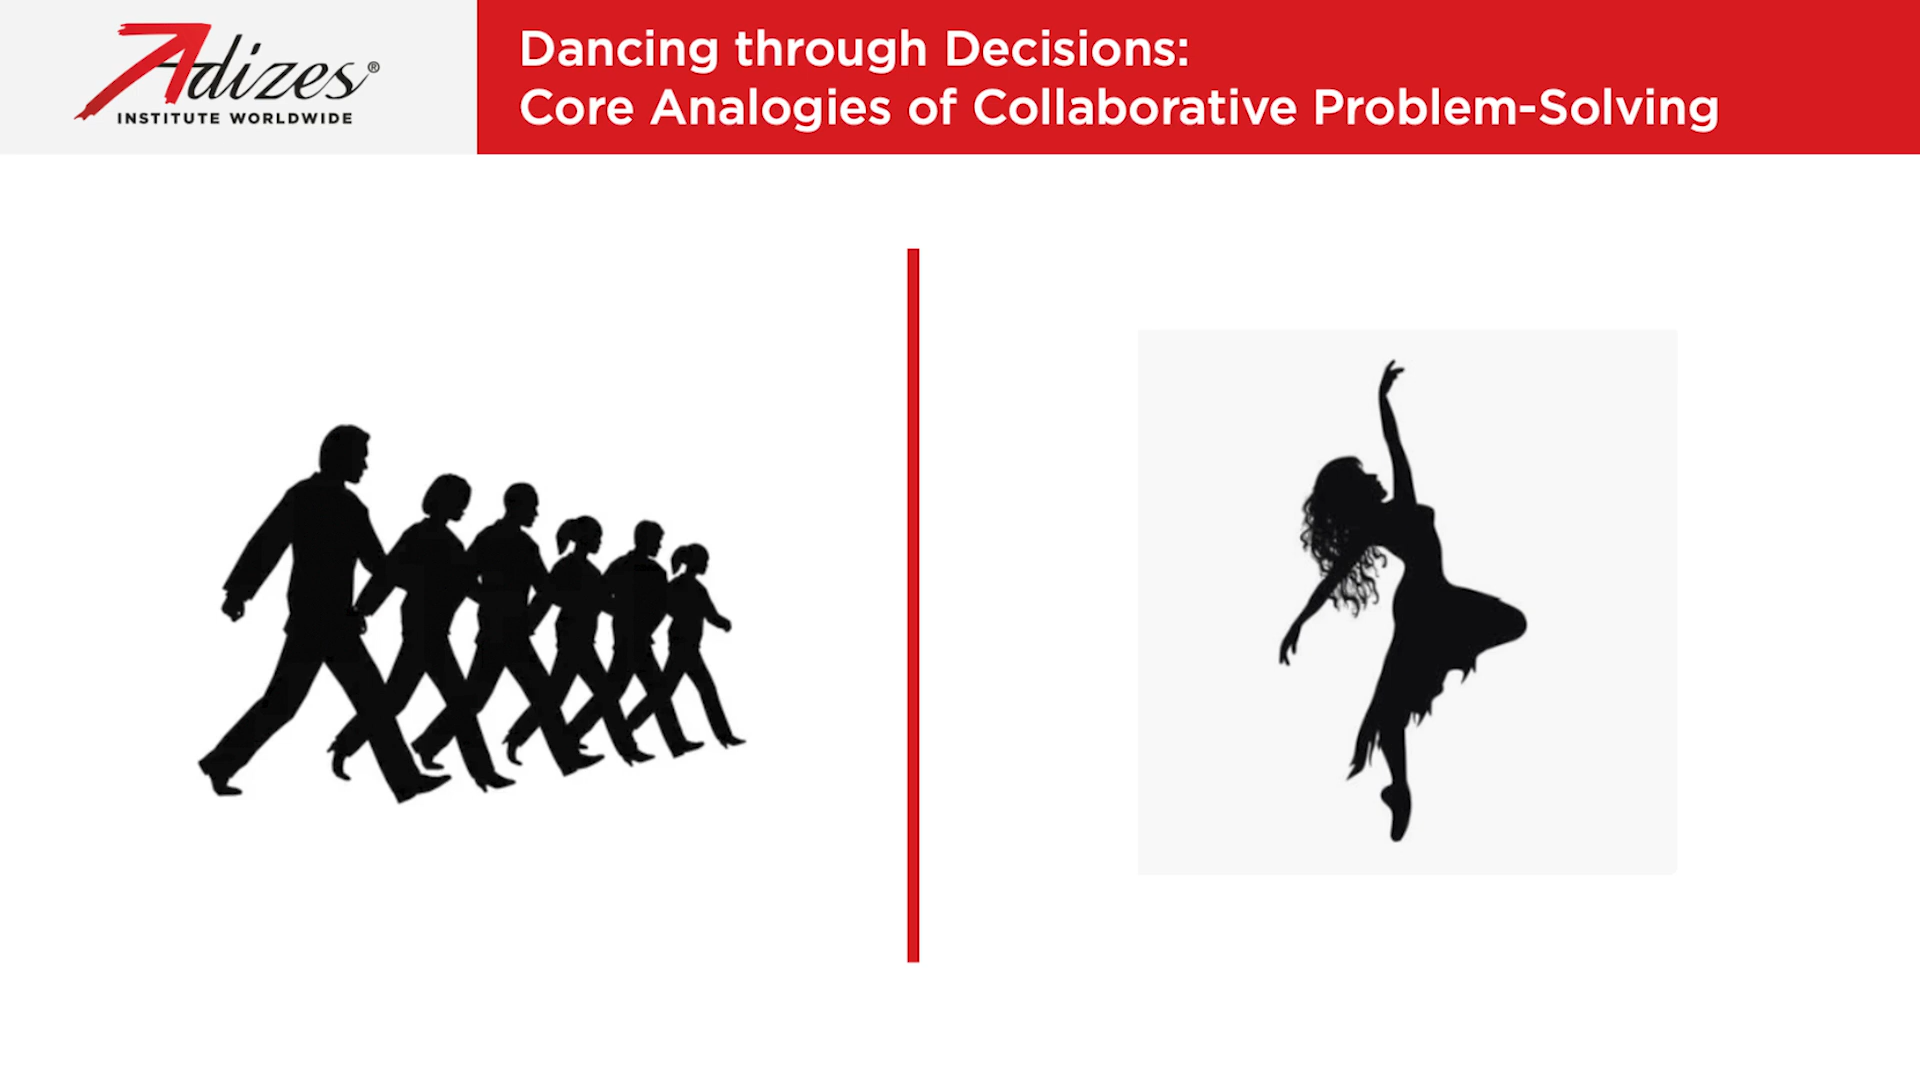 Adizes®
INSTITUTE WORLDWIDE
Dancing through Decisions:
Core Analogies of Collaborative Problem-Solving